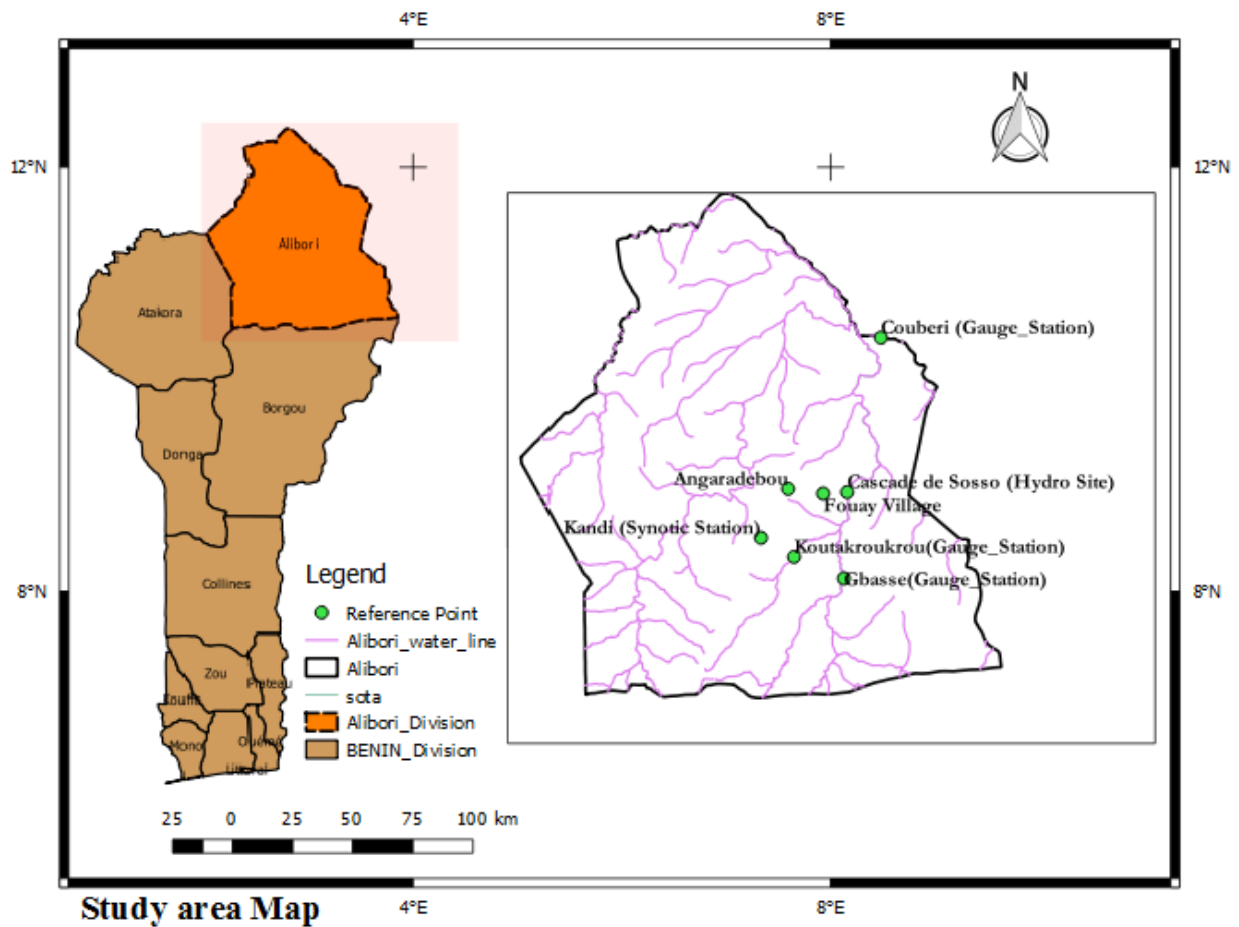 4°E 8°E
N
12°N 12°N
Alibori
Atakora
Couberi (Gauge_Station)
Borgou
Donga
Angaradebou
Cascade de Sosso (Hydro Site)
Fouay Village
Kandi (Synotic Station)
Koutakroukrou(Gauge_Station)
Gbasse(Gauge_Station)
Collines
8°N 8°N
Legend
Reference Point
Alibori_water_line
Alibori
sota
Alibori_Division
BENIN_Division
Zou
Plateau
Kouffo
Mono
Ouémé
Littoral
25 0 25 50 75 100 km
Study area Map
4°E 8°E